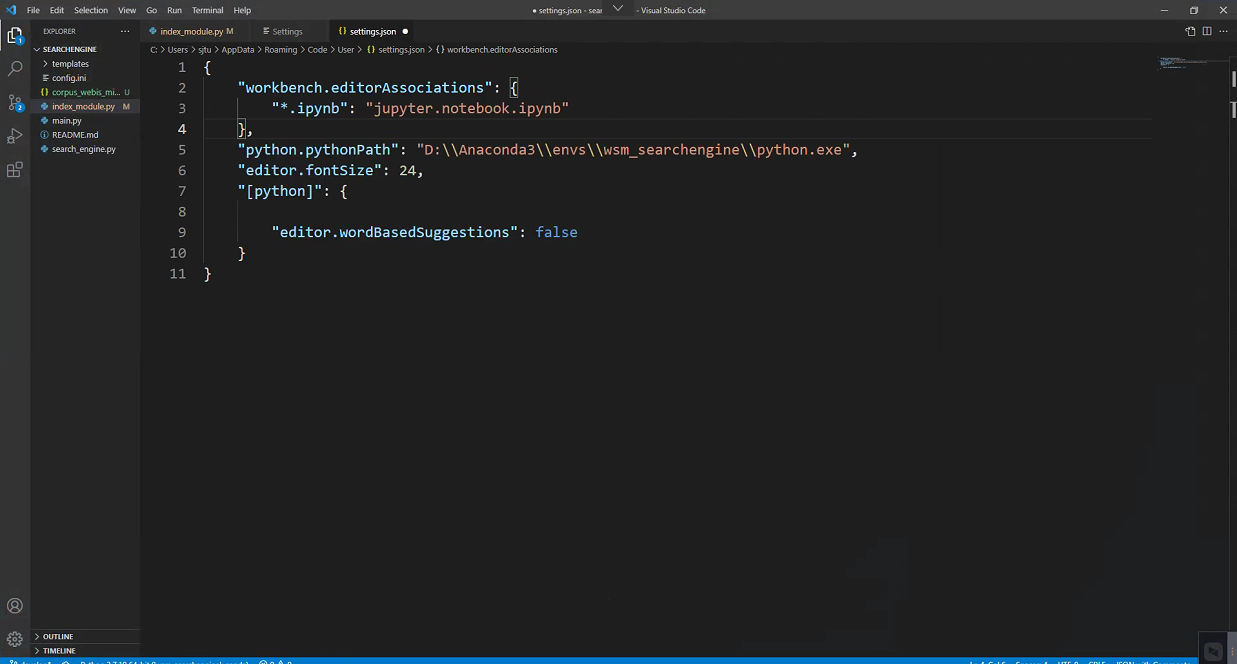 File Edit Selection View Go Run Terminal Help
● settings.json - sear - Visual Studio Code
EXPLORER ···
SEARCHENGINE
templates
config.ini
corpus_webis_mi... U
index_module.py M
main.py
README.md
search_engine.py
OUTLINE
TIMELINE
1
2
2
index_module.py M
Settings
settings.json ●
C: > Users > sjtu > AppData > Roaming > Code > User > {} settings.json > {} workbench.editorAssociations
1 {
2 "workbench.editorAssociations": {
3 "*.ipynb": "jupyter.notebook.ipynb"
4 },
5 "python.pythonPath": "D:\\Anaconda3\\envs\\wsm_searchengine\\python.exe",
6 "editor.fontSize": 24,
7 "[python]": {
8
9 "editor.wordBasedSuggestions": false
10 }
11 }